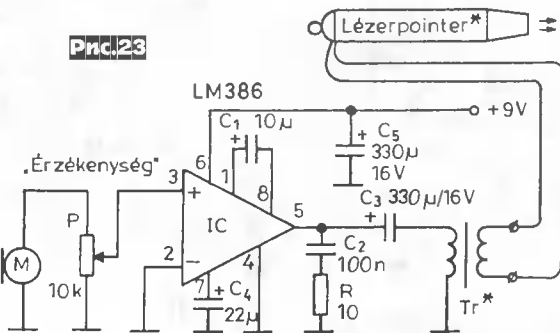 Lézerpointer*
Рис.23
LM386
+9V
C1 10μ
+
6
1
8
+ C5
330μ
16V
„Érzékenység"
3
+
C3 330μ/16V
+
5
P
IC
M
2
−
4
C2
100n
10k
7
+ C4
22μ
R
10
Tr*